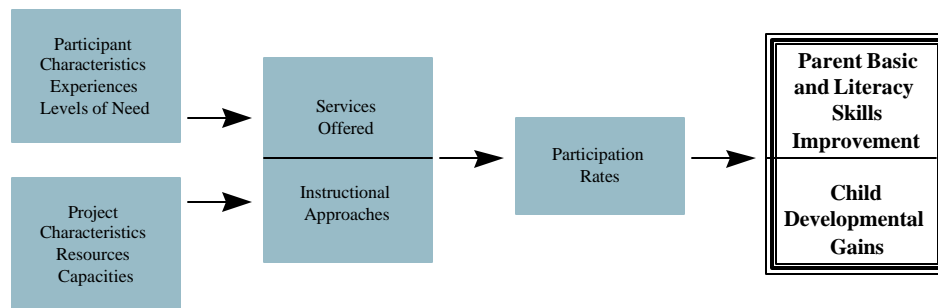 Participant
Characteristics
Experiences
Levels of Need
Project
Characteristics
Resources
Capacities
Services
Offered
Instructional
Approaches
Participation
Rates
Parent Basic
and Literacy
Skills
Improvement
Child
Developmental
Gains